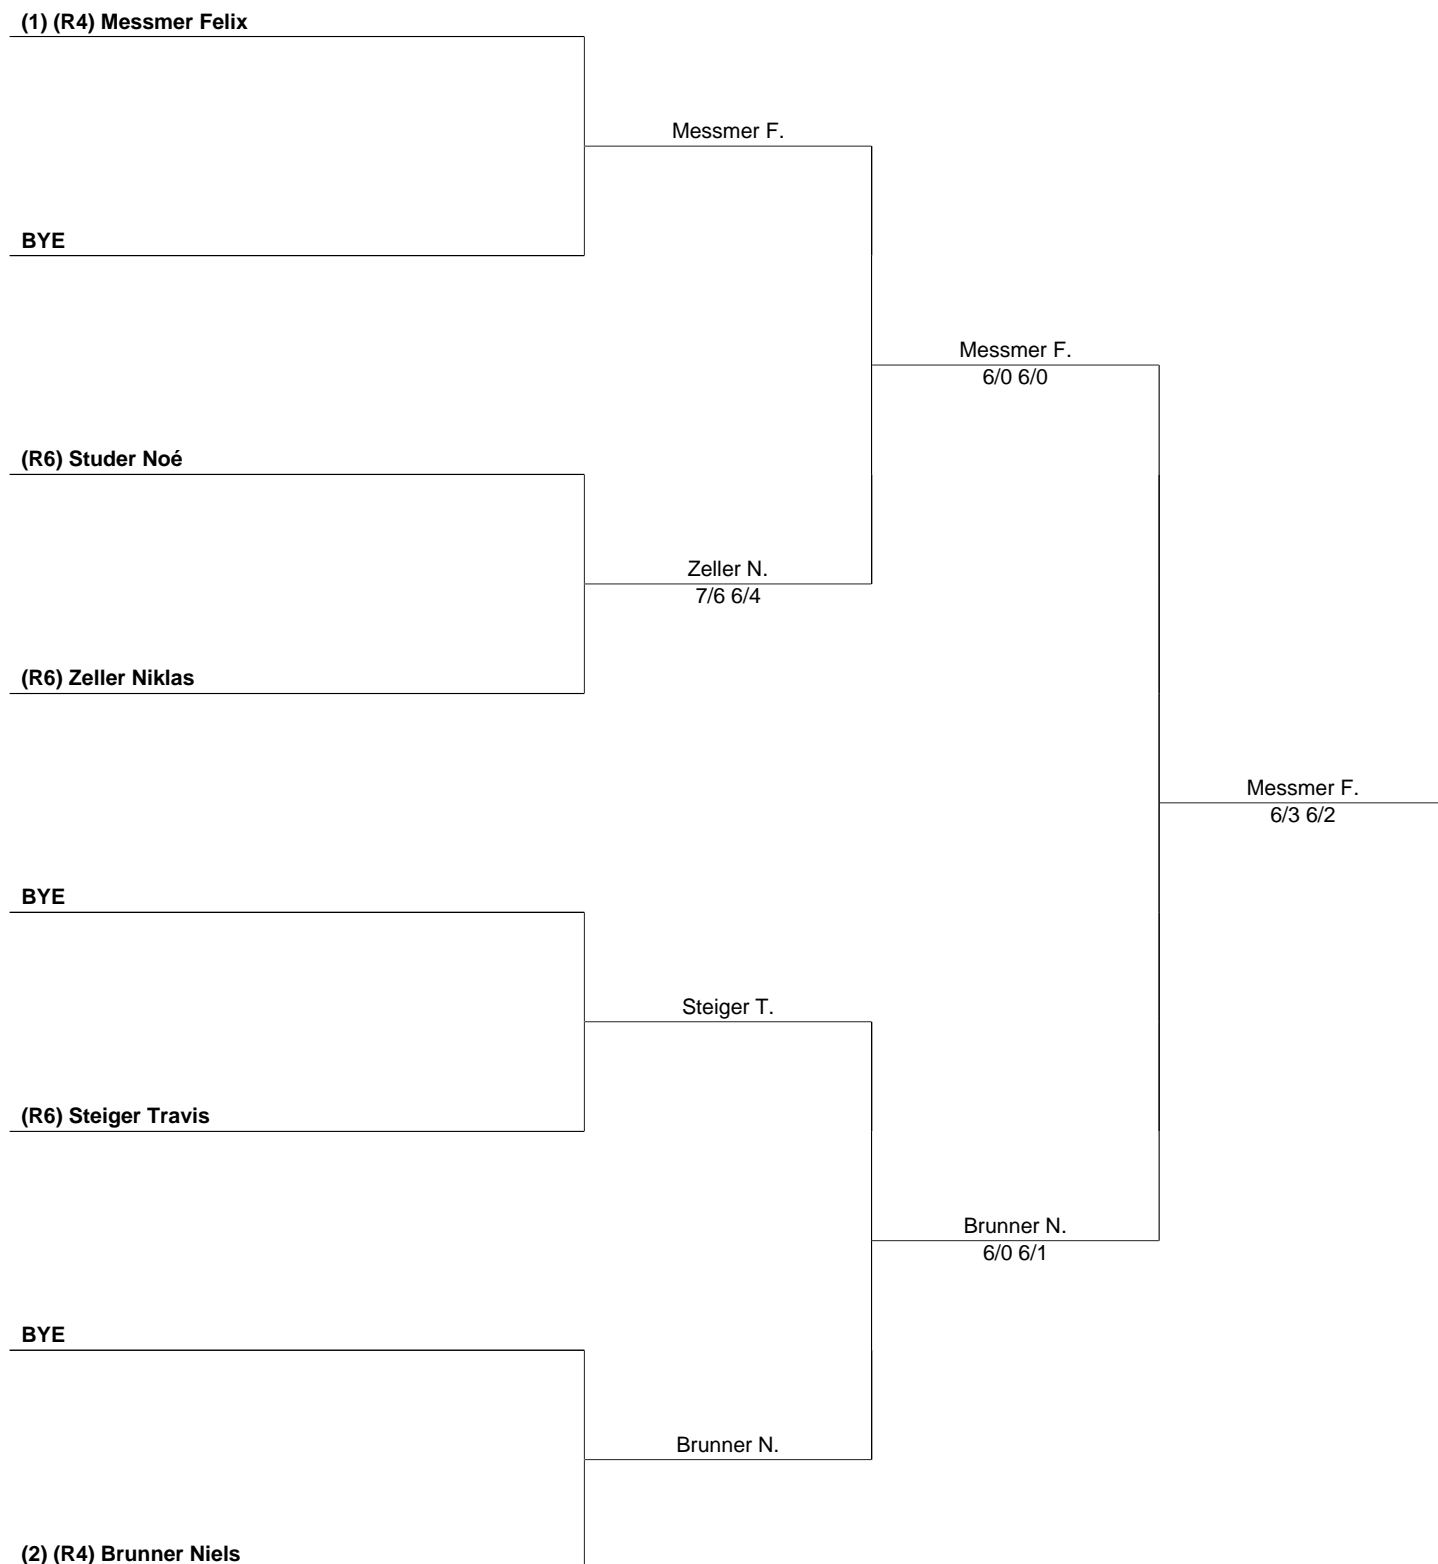 (1) (R4) Messmer Felix
Messmer F.
BYE
Messmer F.
6/0 6/0
(R6) Studer Noé
Zeller N.
7/6 6/4
(R6) Zeller Niklas
Messmer F.
6/3 6/2
BYE
Steiger T.
(R6) Steiger Travis
Brunner N.
6/0 6/1
BYE
Brunner N.
(2) (R4) Brunner Niels